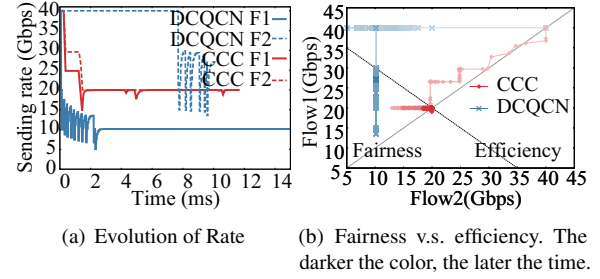 Sending rate (Gbps)
40
35
30
25
20
15
10
5
0
DCQCN F1
DCQCN F2
CCC F1
CCC F2
0 2 4 6 8 10 12 14
Time (ms)
Flow1(Gbps)
45
40
35
30
25
20
15
10
5
CCC
DCQCN
Fairness
Efficiency
5 10 15 20 25 30 35 40 45
Flow2(Gbps)
(a) Evolution of Rate
(b) Fairness v.s. efficiency. The
darker the color, the later the time.